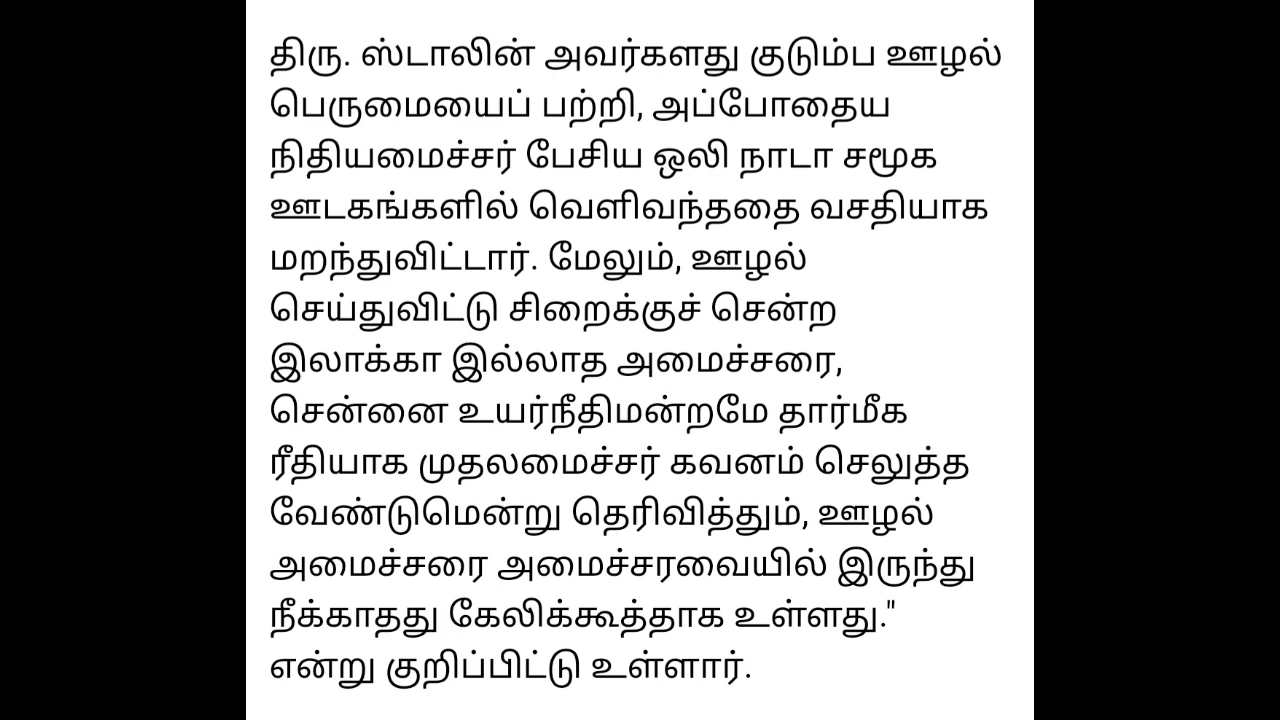 திரு. ஸ்டாலின் அவர்களது குடும்ப ஊழல்
பெருமையைப் பற்றி, அப்போதைய
நிதியமைச்சர் பேசிய ஒலி நாடா சமூக
ஊடகங்களில் வெளிவந்ததை வசதியாக
மறந்துவிட்டார். மேலும், ஊழல்
செய்துவிட்டு சிறைக்குச் சென்ற
இலாக்கா இல்லாத அமைச்சரை,
சென்னை உயர்நீதிமன்றமே தார்மீக
ரீதியாக முதலமைச்சர் கவனம் செலுத்த
வேண்டுமென்று தெரிவித்தும், ஊழல்
அமைச்சரை அமைச்சரவையில் இருந்து
நீக்காதது கேலிக்கூத்தாக உள்ளது."
என்று குறிப்பிட்டு உள்ளார்.